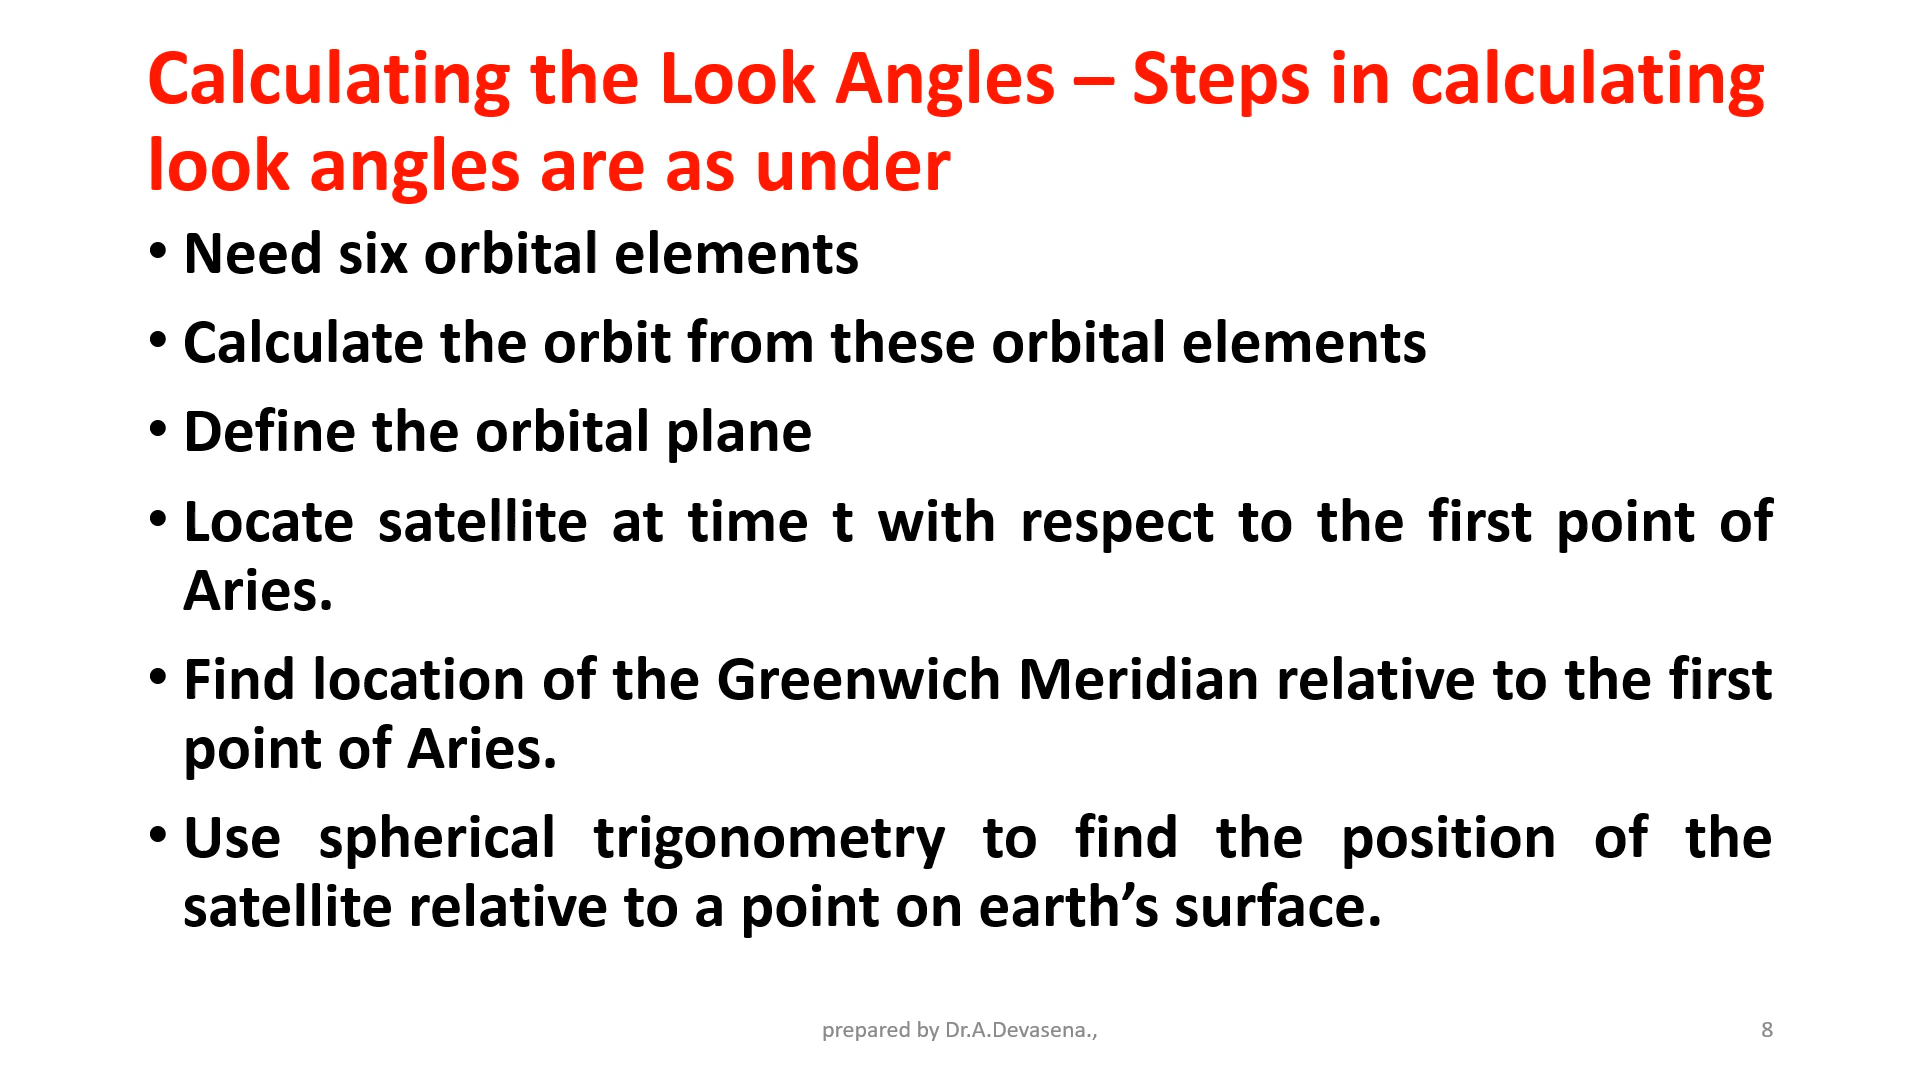 Calculating the Look Angles – Steps in calculating
look angles are as under
• Need six orbital elements
• Calculate the orbit from these orbital elements
• Define the orbital plane
• Locate satellite at time t with respect to the first point of
Aries.
• Find location of the Greenwich Meridian relative to the first
point of Aries.
• Use spherical trigonometry to find the position of the
satellite relative to a point on earth’s surface.
prepared by Dr.A.Devasena.,
8